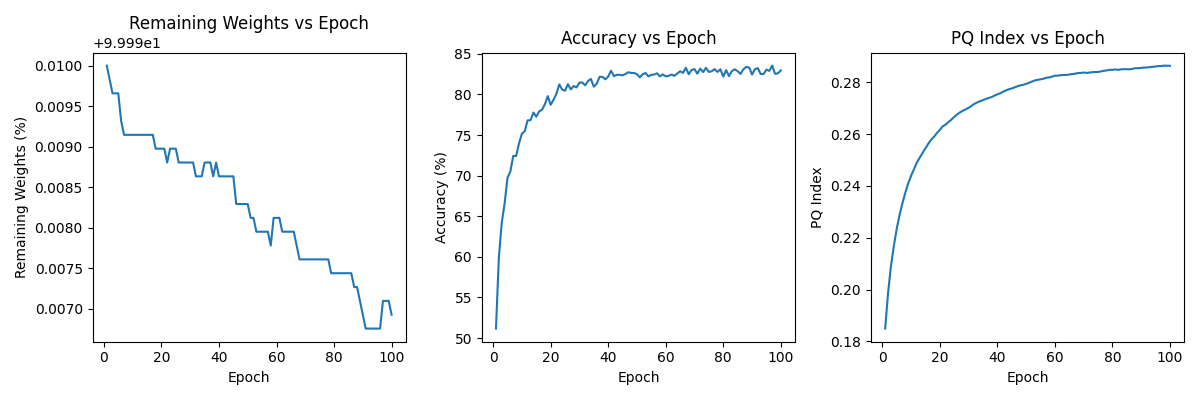 Remaining Weights vs Epoch
+9.999e1
0.0100
0.0095
0.0090
0.0085
0.0080
0.0075
0.0070
Remaining Weights (%)
0 20 40 60 80 100
Epoch
Accuracy vs Epoch
85
80
75
70
65
60
55
50
Accuracy (%)
0 20 40 60 80 100
Epoch
PQ Index vs Epoch
0.28
0.26
0.24
0.22
0.20
0.18
PQ Index
0 20 40 60 80 100
Epoch